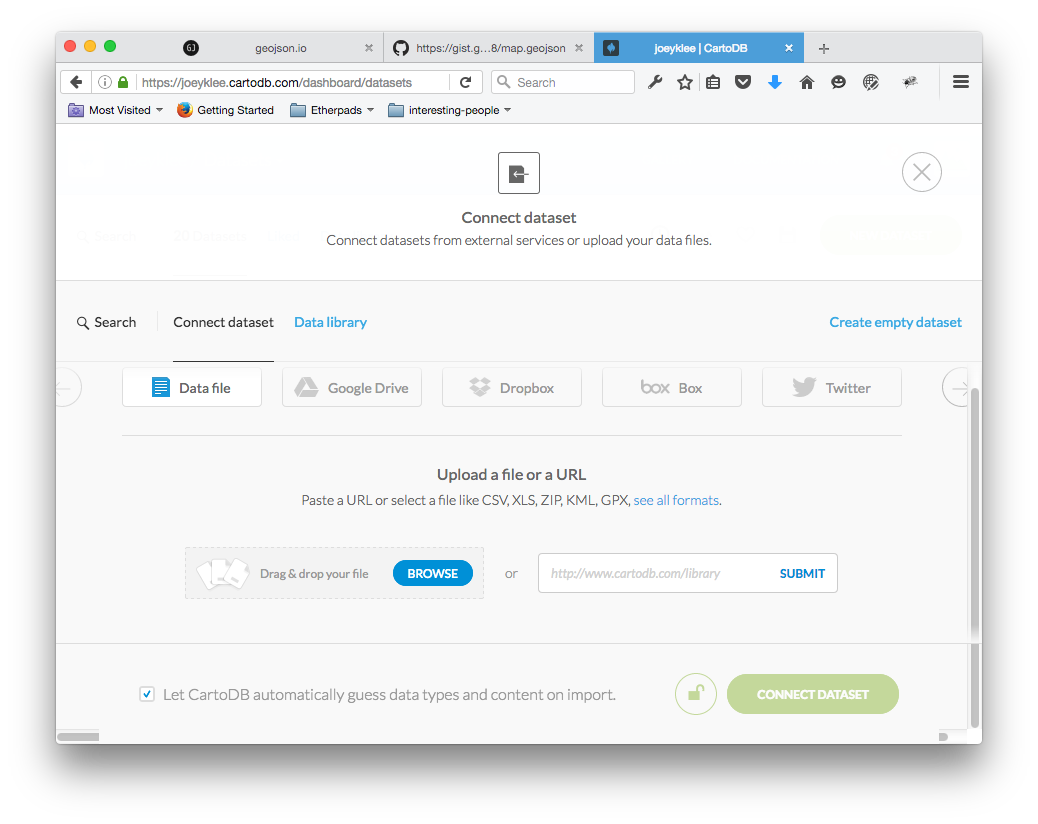 GJ geojson.io https://gist.g...8/map.geojson joeyklee | CartoDB
https://joeyklee.cartodb.com/dashboard/datasets Search
Most Visited Getting Started Etherpads interesting-people
Connect dataset
Connect datasets from external services or upload your data files.
Search Connect dataset Data library Create empty dataset
Data file Google Drive Dropbox box Box Twitter
Upload a file or a URL
Paste a URL or select a file like CSV, XLS, ZIP, KML, GPX, see all formats.
Drag & drop your file BROWSE or http://www.cartodb.com/library SUBMIT
Let CartoDB automatically guess data types and content on import. CONNECT DATASET